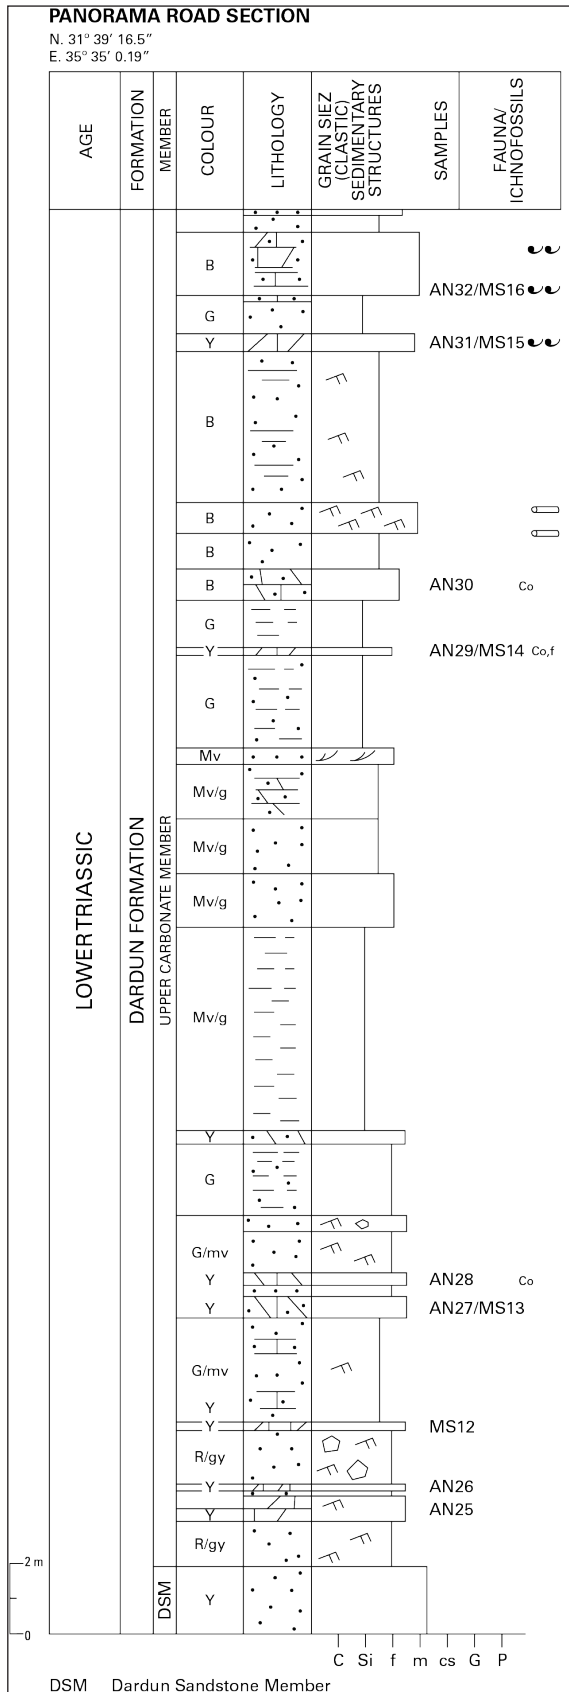 PANORAMA ROAD SECTION
N. 31° 39′ 16.5″
E. 35° 35′ 0.19″
AGE
FORMATION
MEMBER
COLOUR
LITHOLOGY
GRAIN SIEZ
(CLASTIC)
SEDIMENTARY
STRUCTURES
SAMPLES
FAUNA/
ICHNOFOSSILS
LOWER TRIASSIC
DARDUN FORMATION
UPPER CARBONATE MEMBER
B
AN32/MS16
G
Y AN31/MS15
B
B
B
B AN30 Co
G
Y AN29/MS14 Co,f
G
Mv
Mv/g
Mv/g
Mv/g
Mv/g
Y
G
G/mv
Y AN28 Co
Y AN27/MS13
G/mv
Y
Y MS12
R/gy
Y AN26
Y AN25
R/gy
2 m
DSM Y
0
C Si f m cs G P
DSM Dardun Sandstone Member